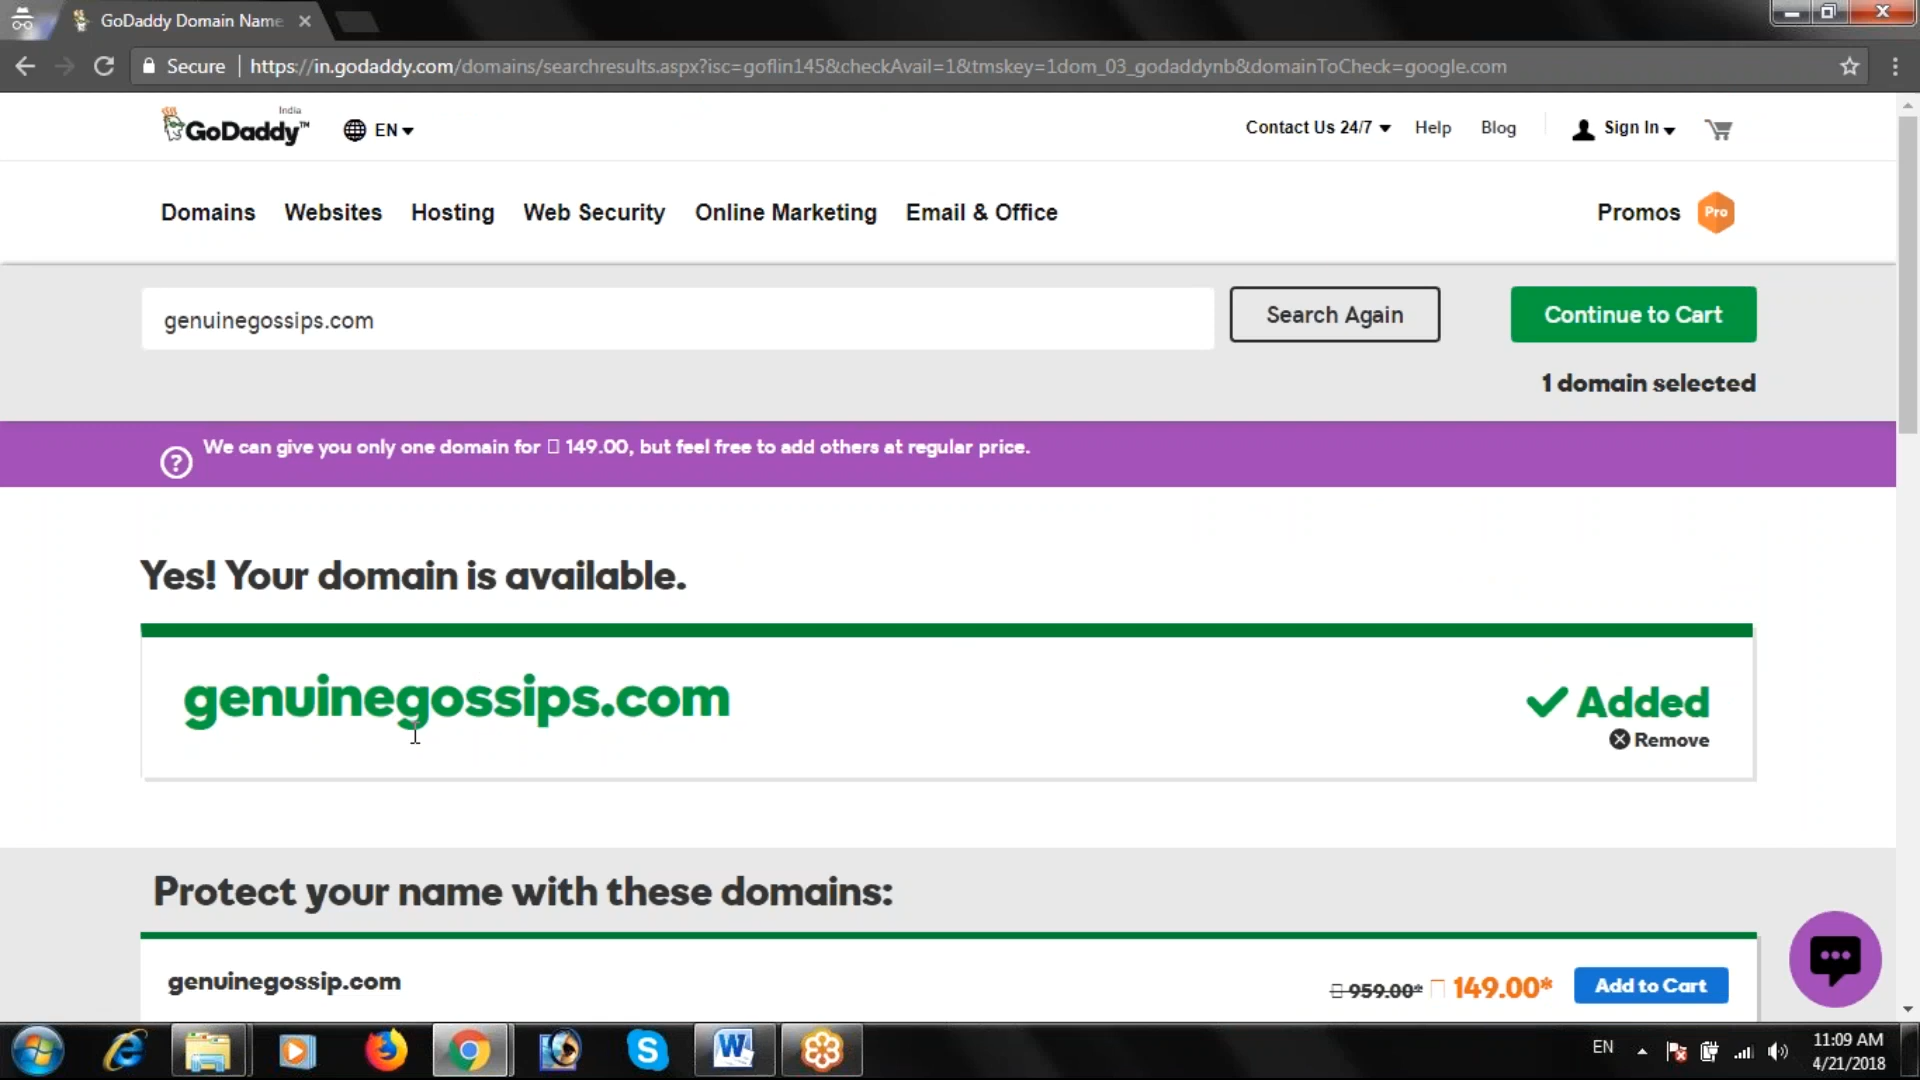 GoDaddy Domain Name
Secure
https://in.godaddy.com/domains/searchresults.aspx?isc=goflin145&checkAvail=1&tmskey=1dom_03_godaddynb&domainToCheck=google.com
India
GoDaddy™
EN
Contact Us 24/7
Help
Blog
Sign In
Domains
Websites
Hosting
Web Security
Online Marketing
Email & Office
Promos
Pro
genuinegossips.com
Search Again
Continue to Cart
1 domain selected
We can give you only one domain for ▯ 149.00, but feel free to add others at regular price.
Yes! Your domain is available.
genuinegossips.com
Added
Remove
Protect your name with these domains:
genuinegossip.com
▯ 959.00* ▯ 149.00*
Add to Cart
EN
11:09 AM
4/21/2018